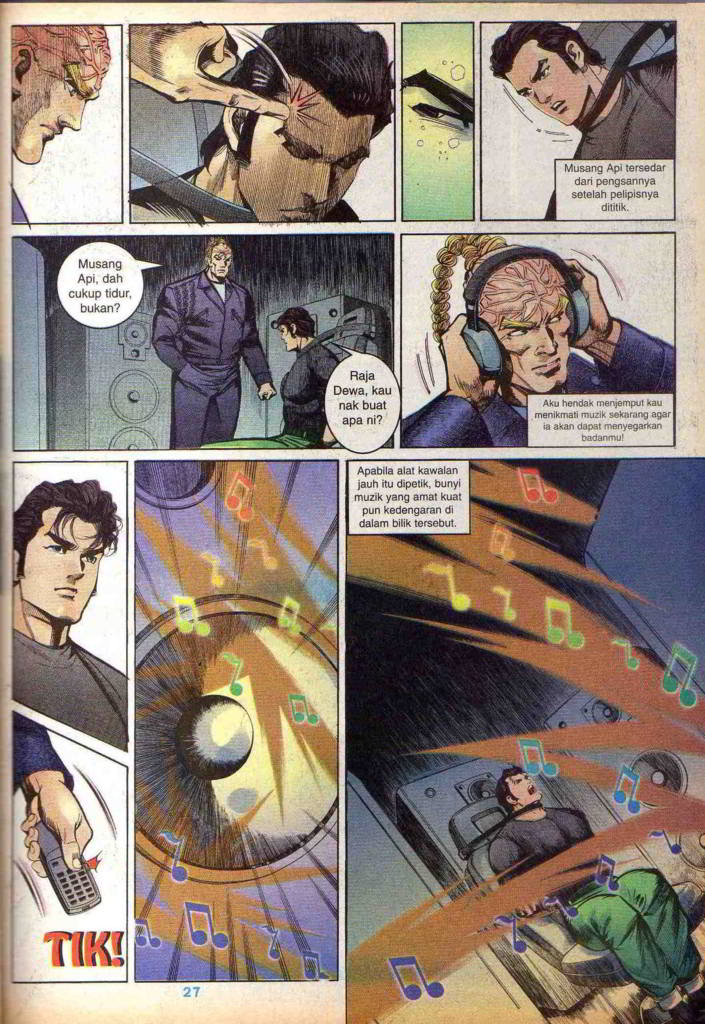 Musang Api tersedar
dari pengsannya
setelah pelipisnya
dititik.
Musang
Api, dah
cukup tidur,
bukan?
Raja
Dewa, kau
nak buat
apa ni?
Aku hendak menjemput kau
menikmati muzik sekarang agar
ia akan dapat menyegarkan
badanmu!
Apabila alat kawalan
jauh itu dipetik, bunyi
muzik yang amat kuat
pun kedengaran di
dalam bilik tersebut.
TIK!
27